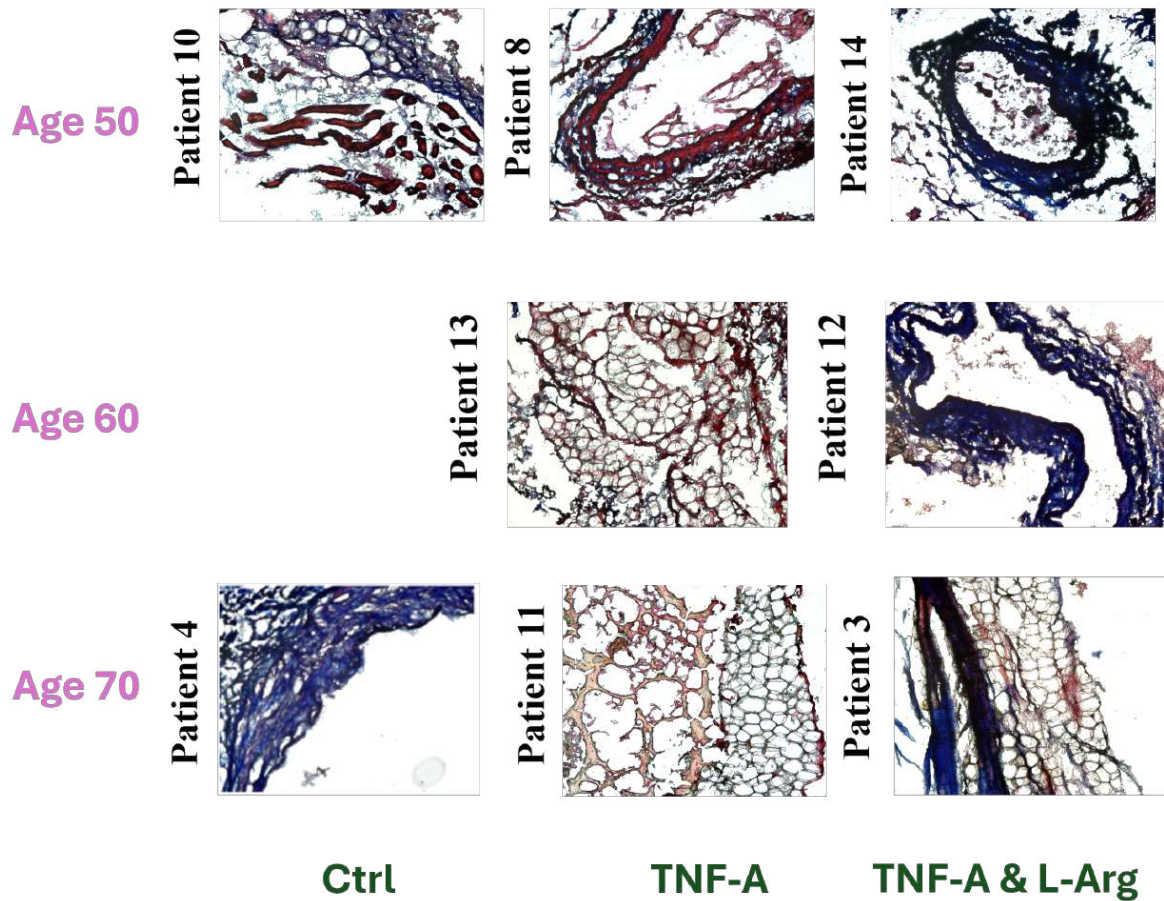 Age 50
Patient 10
Patient 8
Patient 14
Age 60
Patient 13
Patient 12
Age 70
Patient 4
Patient 11
Patient 3
Ctrl
TNF-A
TNF-A & L-Arg